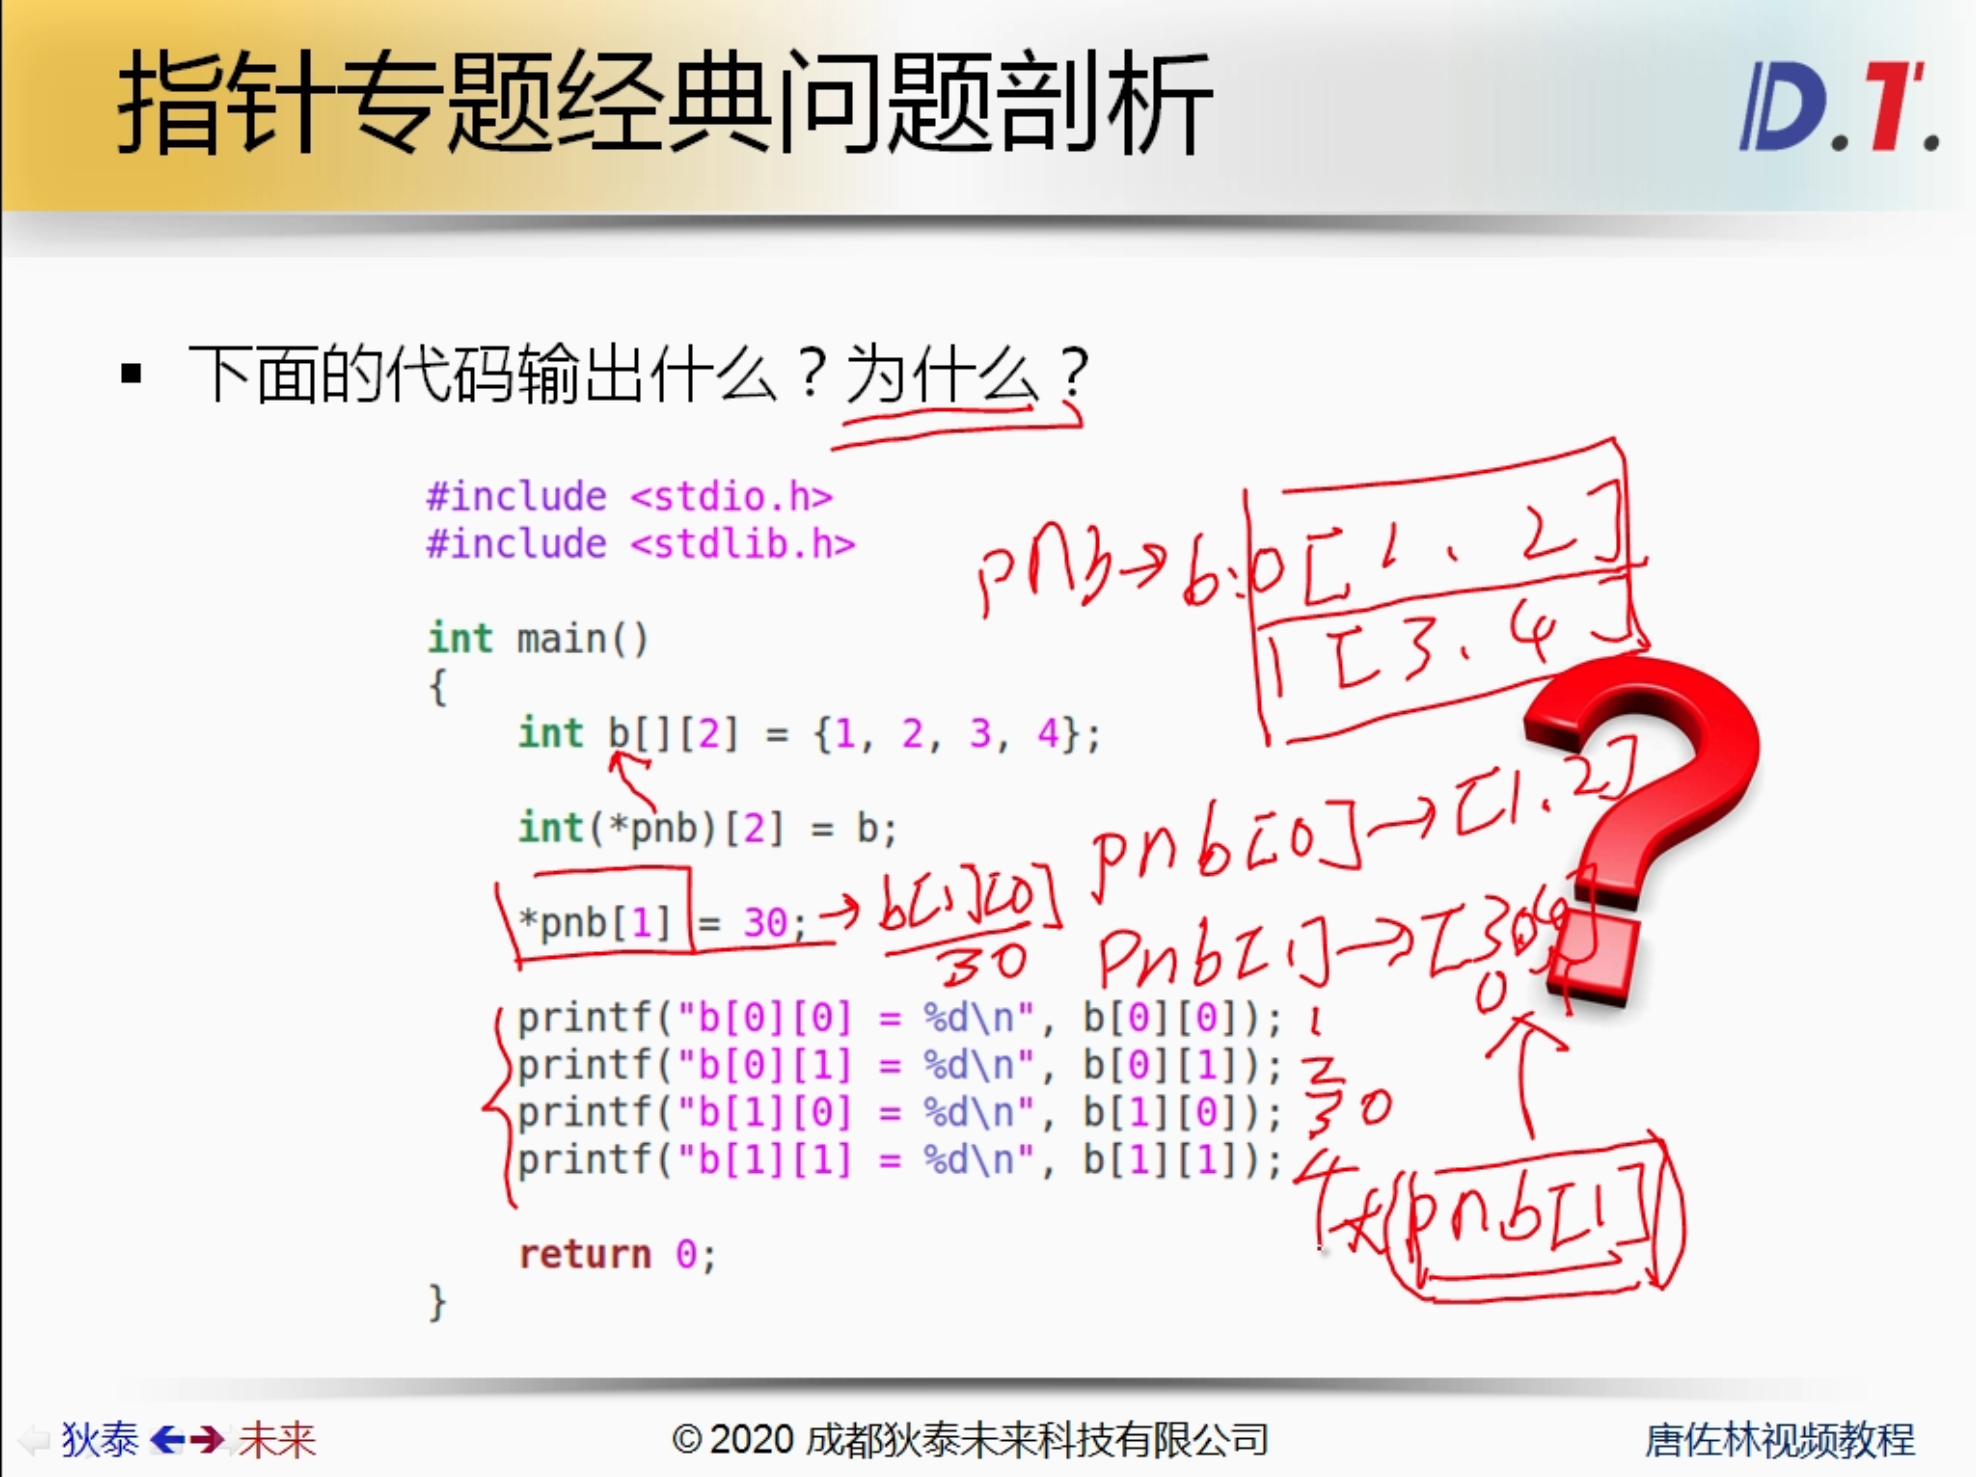 指针专题经典问题剖析
D.T.
▪ 下面的代码输出什么？为什么？
#include <stdio.h>
#include <stdlib.h>
pnb→b:0[1, 2]
1[3, 4]
int main()
{
int b[][2] = {1, 2, 3, 4};
int(*pnb)[2] = b;
pnb[0]→[1, 2]
*pnb[1] = 30; → b[1][0]
30
pnb[1]→[30
0
printf("b[0][0] = %d\n", b[0][0]); 1
printf("b[0][1] = %d\n", b[0][1]); 2
printf("b[1][0] = %d\n", b[1][0]); 30
printf("b[1][1] = %d\n", b[1][1]); 4
*(pnb[1])
return 0;
}
狄泰 未来
© 2020 成都狄泰未来科技有限公司
唐佐林视频教程